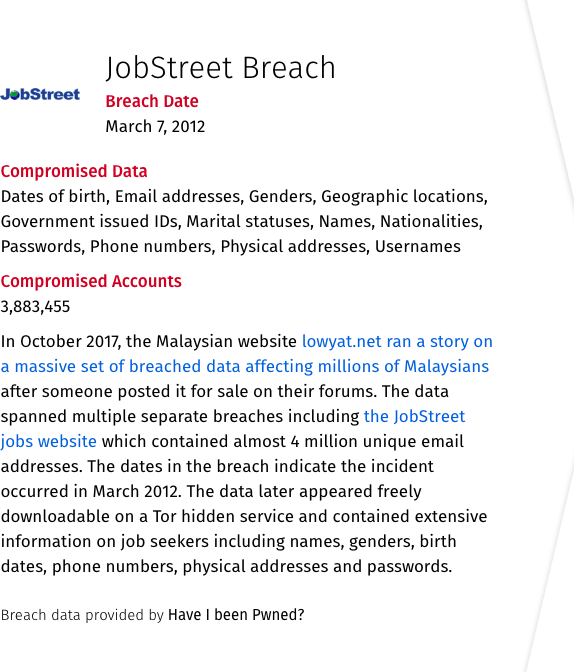 JobStreet Breach
JobStreet
Breach Date
March 7, 2012
Compromised Data
Dates of birth, Email addresses, Genders, Geographic locations,
Government issued IDs, Marital statuses, Names, Nationalities,
Passwords, Phone numbers, Physical addresses, Usernames
Compromised Accounts
3,883,455
In October 2017, the Malaysian website lowyat.net ran a story on
a massive set of breached data affecting millions of Malaysians
after someone posted it for sale on their forums. The data
spanned multiple separate breaches including the JobStreet
jobs website which contained almost 4 million unique email
addresses. The dates in the breach indicate the incident
occurred in March 2012. The data later appeared freely
downloadable on a Tor hidden service and contained extensive
information on job seekers including names, genders, birth
dates, phone numbers, physical addresses and passwords.
Breach data provided by Have I been Pwned?